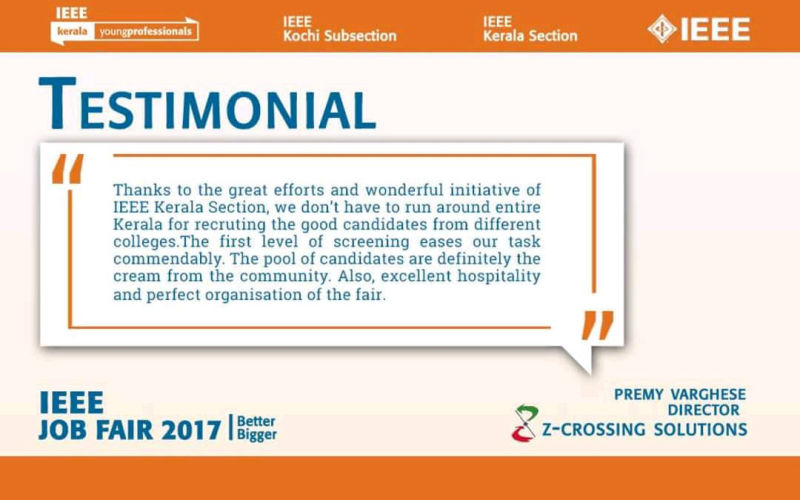 IEEE
kerala youngprofessionals
IEEE
Kochi Subsection
IEEE
Kerala Section
IEEE
TESTIMONIAL
"
Thanks to the great efforts and wonderful initiative of
IEEE Kerala Section, we don't have to run around entire
Kerala for recruting the good candidates from different
colleges.The first level of screening eases our task
commendably. The pool of candidates are definitely the
cream from the community. Also, excellent hospitality
and perfect organisation of the fair.
"
IEEE
JOB FAIR 2017
Better
Bigger
PREMY VARGHESE
DIRECTOR
Z-CROSSING SOLUTIONS